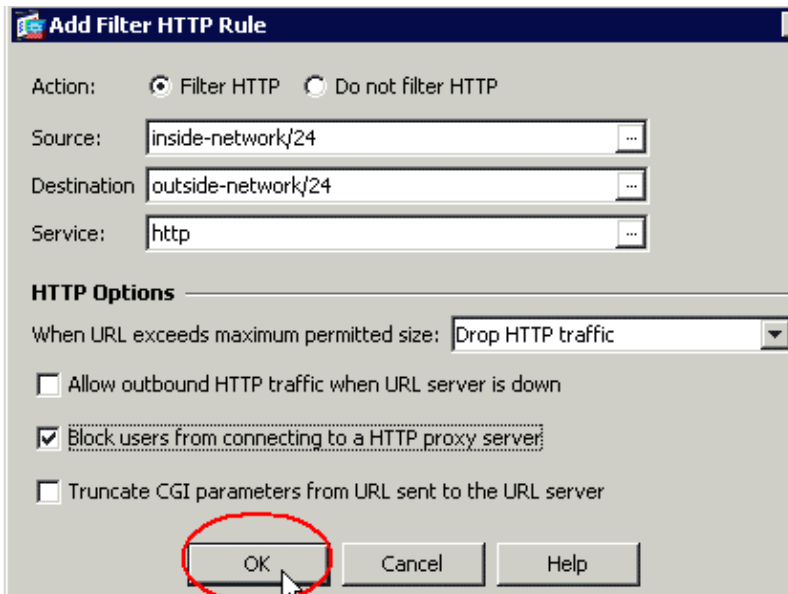 Add Filter HTTP Rule
Action: Filter HTTP Do not filter HTTP
Source: inside-network/24 ...
Destination outside-network/24 ...
Service: http ...
HTTP Options
When URL exceeds maximum permitted size: Drop HTTP traffic
Allow outbound HTTP traffic when URL server is down
Block users from connecting to a HTTP proxy server
Truncate CGI parameters from URL sent to the URL server
OK Cancel Help